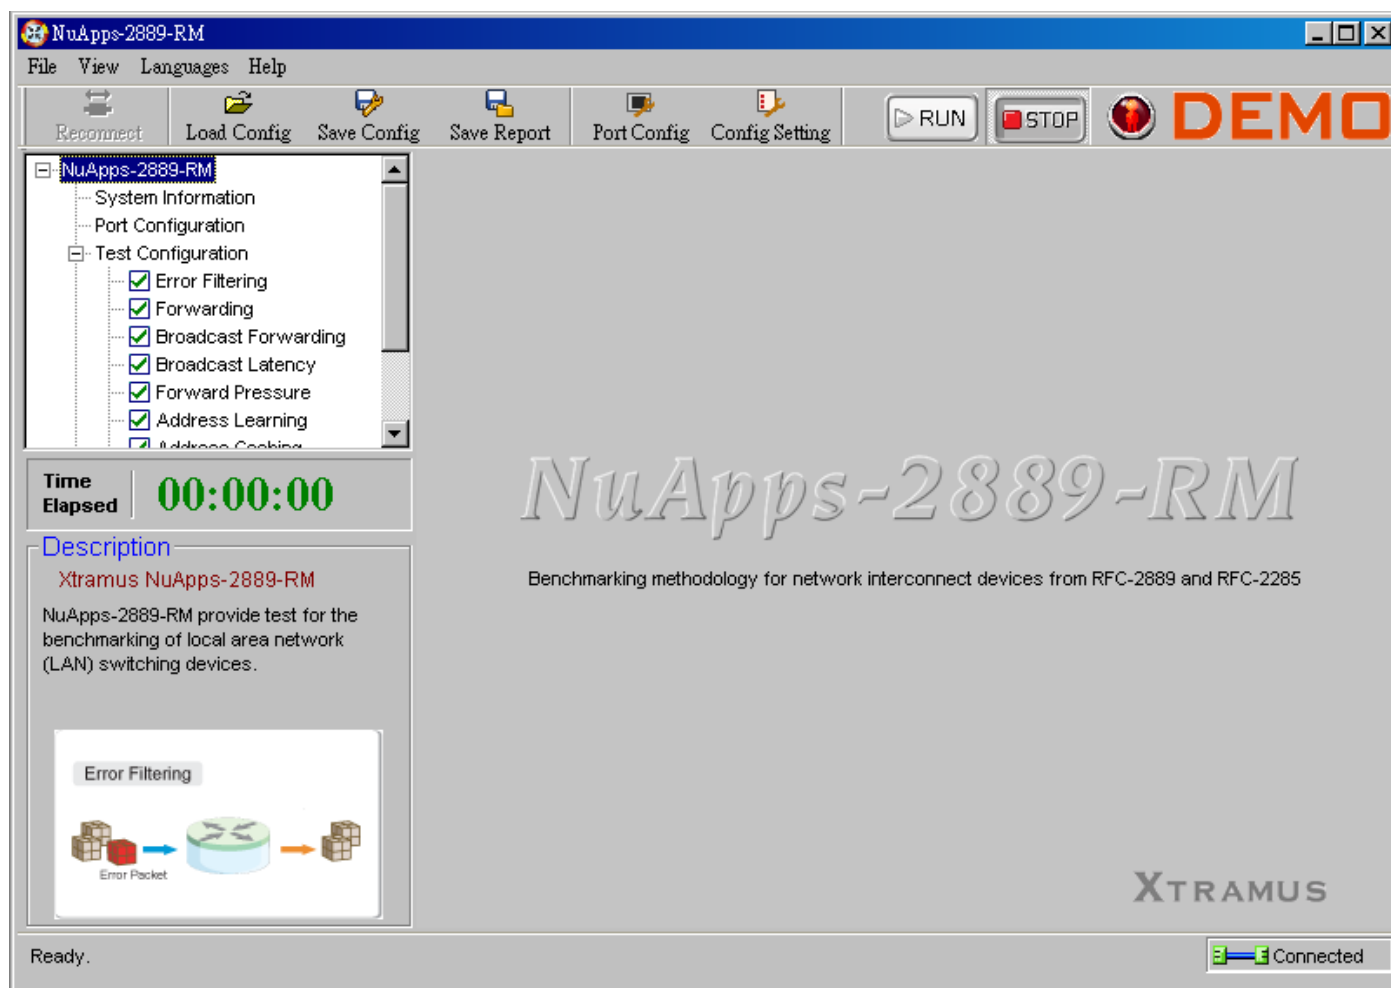 NuApps-2889-RM
File View Languages Help
Reconnect Load Config Save Config Save Report Port Config Config Setting RUN STOP DEMO
NuApps-2889-RM
System Information
Port Configuration
Test Configuration
Error Filtering
Forwarding
Broadcast Forwarding
Broadcast Latency
Forward Pressure
Address Learning
Address Caching
Time
Elapsed
00:00:00
Description
Xtramus NuApps-2889-RM
NuApps-2889-RM provide test for the
benchmarking of local area network
(LAN) switching devices.
Error Filtering
Error Packet
NuApps-2889-RM
Benchmarking methodology for network interconnect devices from RFC-2889 and RFC-2285
XTRAMUS
Ready.
Connected